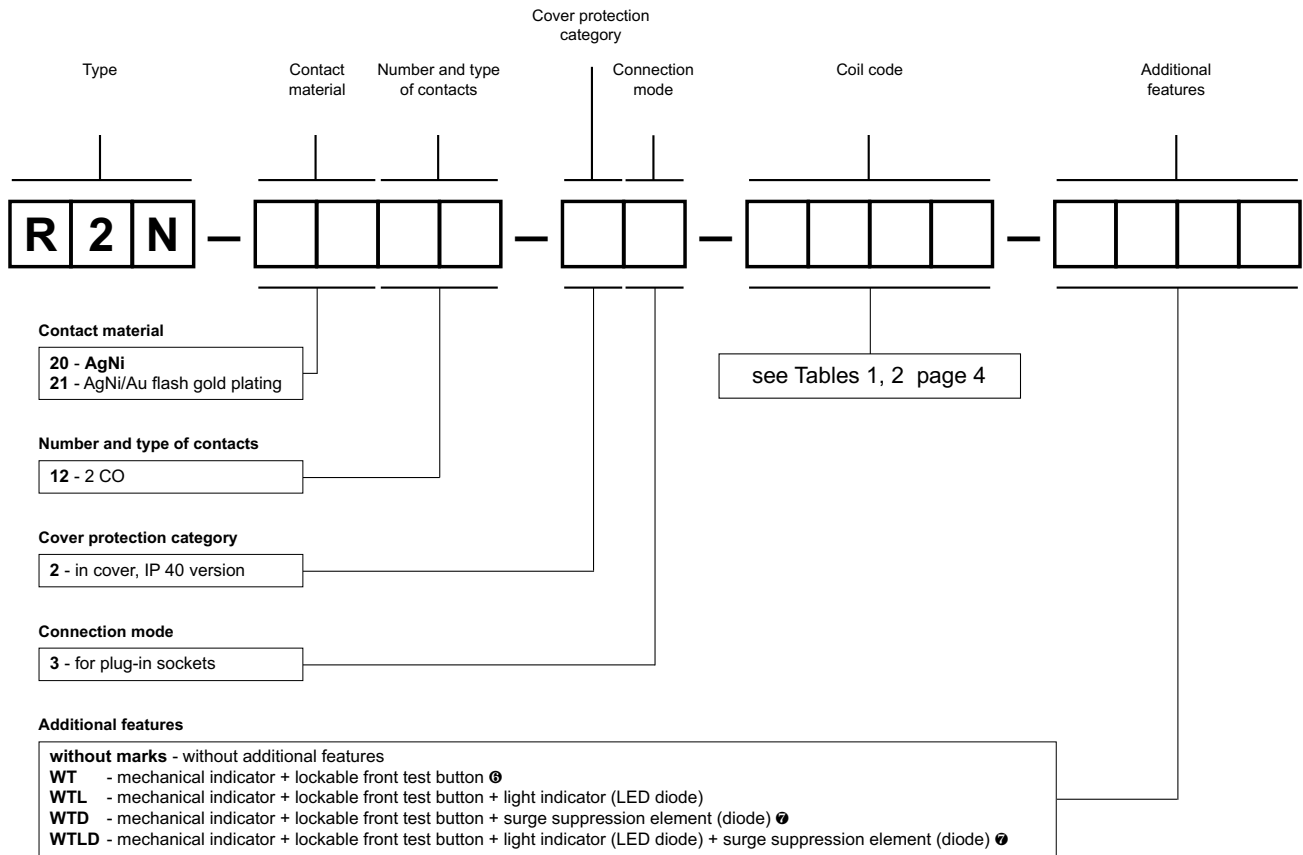 Cover protection
category
Type
Contact
material
Number and type
of contacts
Connection
mode
Coil code
Additional
features
R 2 N — — — —
Contact material
20 - AgNi
21 - AgNi/Au flash gold plating
see Tables 1, 2 page 4
Number and type of contacts
12 - 2 CO
Cover protection category
2 - in cover, IP 40 version
Connection mode
3 - for plug-in sockets
Additional features
without marks - without additional features
WT - mechanical indicator + lockable front test button ❻
WTL - mechanical indicator + lockable front test button + light indicator (LED diode)
WTD - mechanical indicator + lockable front test button + surge suppression element (diode) ❼
WTLD - mechanical indicator + lockable front test button + light indicator (LED diode) + surge suppression element (diode) ❼